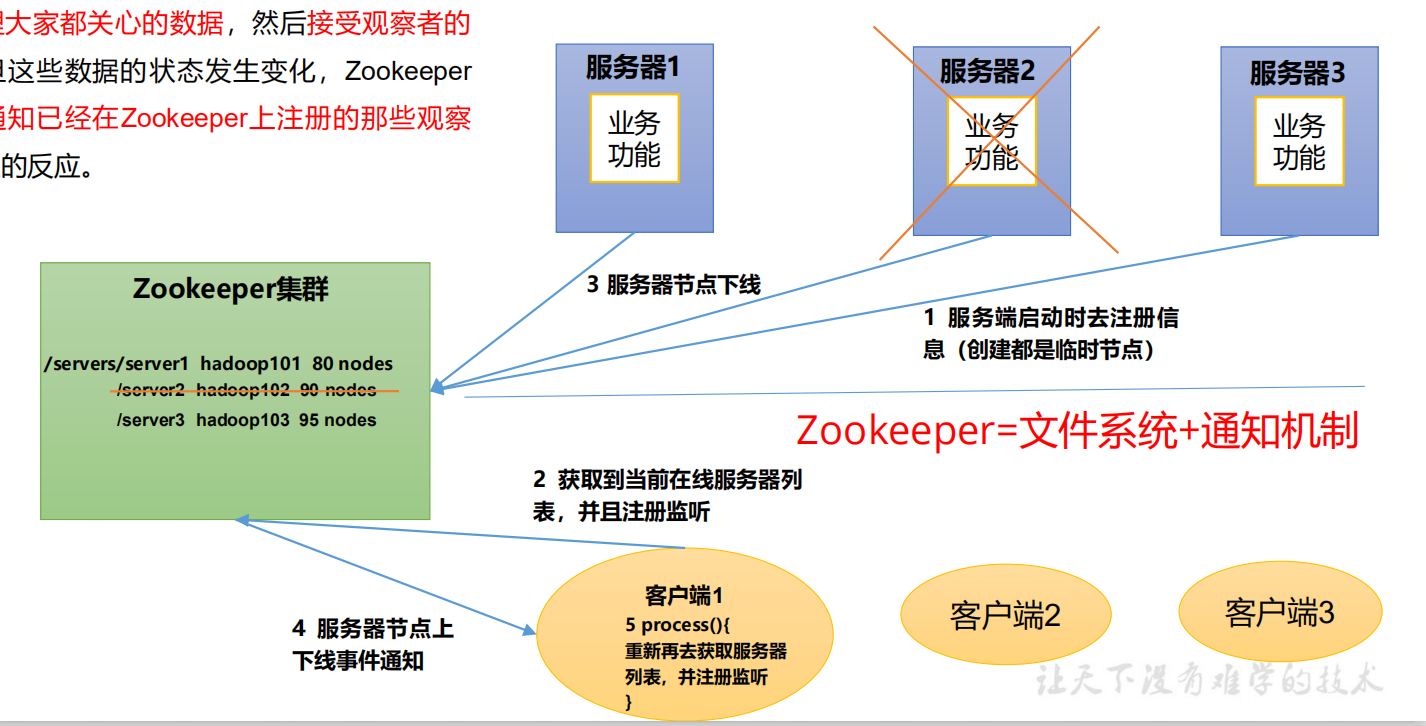 大家都关心的数据，然后接受观察者的
这些数据的状态发生变化，Zookeeper
通知已经在Zookeeper上注册的那些观察
的反应。
服务器1
业务
功能
服务器2
业务
功能
服务器3
业务
功能
Zookeeper集群
/servers/server1 hadoop101 80 nodes
/server2 hadoop102 90 nodes
/server3 hadoop103 95 nodes
3 服务器节点下线
1 服务端启动时去注册信
息（创建都是临时节点）
Zookeeper=文件系统+通知机制
2 获取到当前在线服务器列
表，并且注册监听
4 服务器节点上
下线事件通知
客户端1
5 process(){
重新再去获取服务器
列表，并注册监听
}
客户端2
客户端3
让天下没有难学的技术